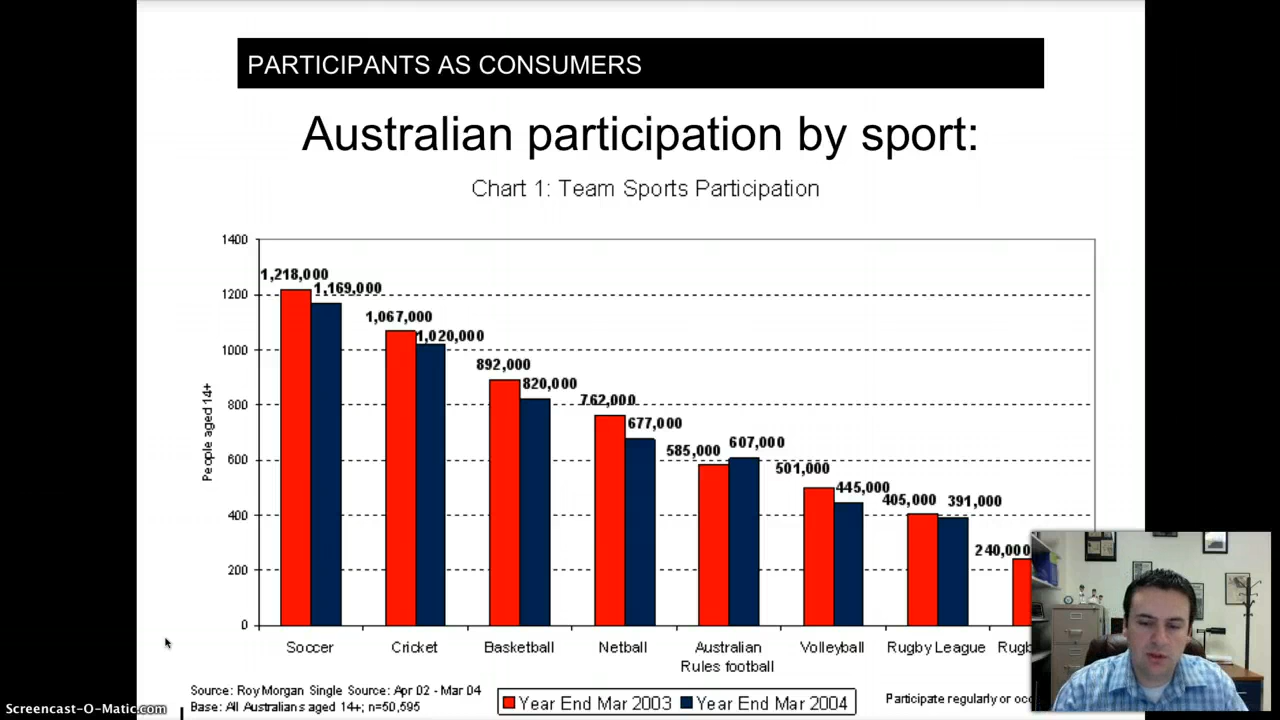 PARTICIPANTS AS CONSUMERS
Australian participation by sport:
Chart 1: Team Sports Participation
1400
1200
1000
800
600
400
200
0
People aged 14+
1,218,000
1,169,000
1,067,000
1,020,000
892,000
820,000
762,000
677,000
585,000
607,000
501,000
445,000
405,000
391,000
240,000
Soccer
Cricket
Basketball
Netball
Australian
Rules football
Volleyball
Rugby League
Source: Roy Morgan Single Source: Apr 02 - Mar 04
Base: All Australians aged 14+; n=50,595
Year End Mar 2003
Year End Mar 2004
Participate regularly or
Screencast-O-Matic.com